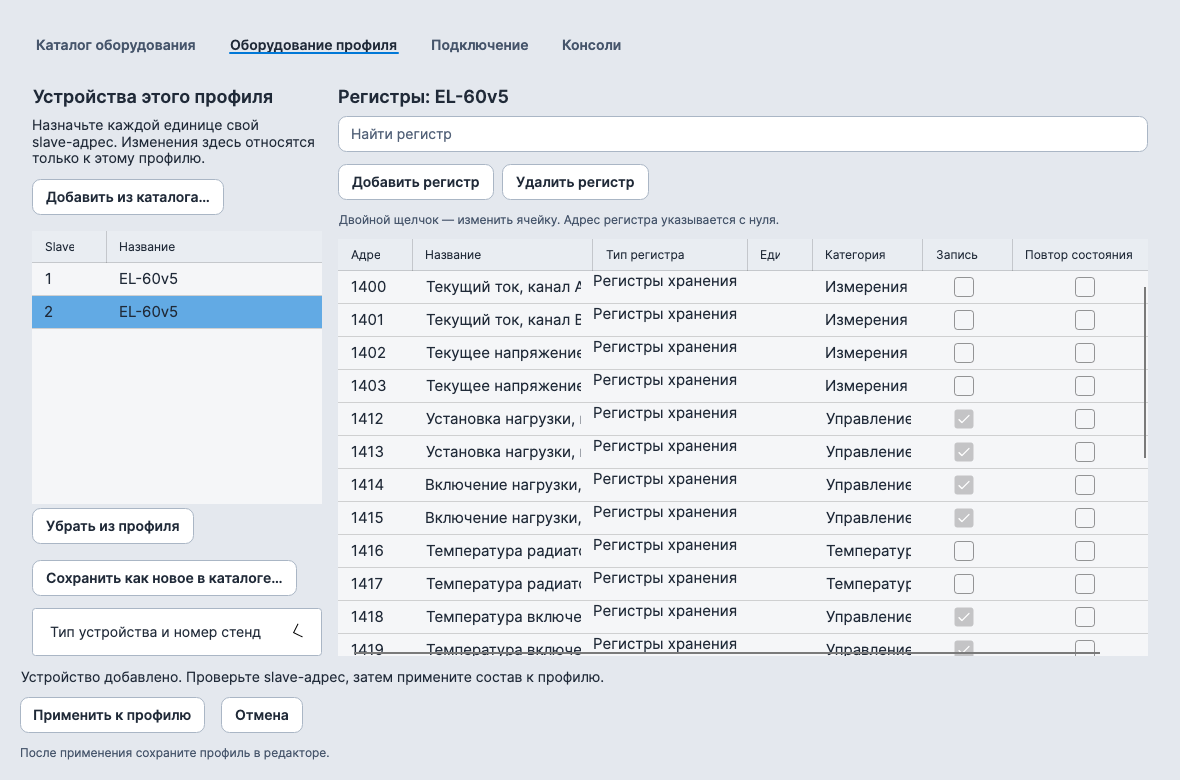 Каталог оборудования Оборудование профиля Подключение Консоли
Устройства этого профиля
Назначьте каждой единице свой
slave-адрес. Изменения здесь относятся
только к этому профилю.
Добавить из каталога...
Slave Название
1 EL-60v5
2 EL-60v5
Убрать из профиля
Сохранить как новое в каталоге...
Тип устройства и номер стенд
Регистры: EL-60v5
Найти регистр
Добавить регистр Удалить регистр
Двойной щелчок — изменить ячейку. Адрес регистра указывается с нуля.
Адре Название Тип регистра Еди Категория Запись Повтор состояния
1400 Текущий ток, канал A Регистры хранения Измерения
1401 Текущий ток, канал B Регистры хранения Измерения
1402 Текущее напряжение Регистры хранения Измерения
1403 Текущее напряжение Регистры хранения Измерения
1412 Установка нагрузки, Регистры хранения Управление
1413 Установка нагрузки, Регистры хранения Управление
1414 Включение нагрузки, Регистры хранения Управление
1415 Включение нагрузки, Регистры хранения Управление
1416 Температура радиато Регистры хранения Температур
1417 Температура радиато Регистры хранения Температур
1418 Температура включе Регистры хранения Управление
1419 Температура включе Регистры хранения Управление
Устройство добавлено. Проверьте slave-адрес, затем примените состав к профилю.
Применить к профилю Отмена
После применения сохраните профиль в редакторе.